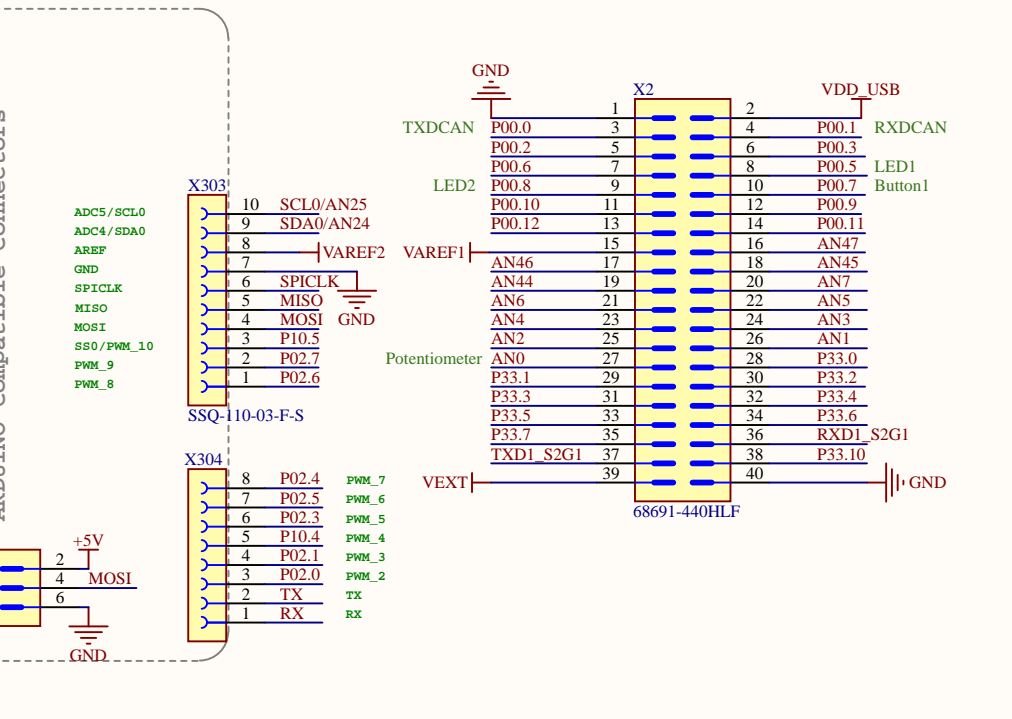 ARDUINO compatible connectors
X303
ADC5/SCL0 10 SCL0/AN25
ADC4/SDA0 9 SDA0/AN24
AREF 8 VAREF2
GND 7
SPICLK 6 SPICLK
MISO 5 MISO
GND
MOSI 4 MOSI
SS0/PWM_10 3 P10.5
PWM_9 2 P02.7
PWM_8 1 P02.6
SSQ-110-03-F-S
X304
8 P02.4 PWM_7
7 P02.5 PWM_6
6 P02.3 PWM_5
5 P10.4 PWM_4
4 P02.1 PWM_3
3 P02.0 PWM_2
2 TX TX
1 RX RX
+5V
2
4 MOSI
6
GND
GND
X2
VDD_USB
1 2
TXDCAN P00.0 3 4 P00.1 RXDCAN
P00.2 5 6 P00.3
P00.6 7 8 P00.5 LED1
LED2 P00.8 9 10 P00.7 Button1
P00.10 11 12 P00.9
P00.12 13 14 P00.11
VAREF1 15 16 AN47
AN46 17 18 AN45
AN44 19 20 AN7
AN6 21 22 AN5
AN4 23 24 AN3
AN2 25 26 AN1
Potentiometer AN0 27 28 P33.0
P33.1 29 30 P33.2
P33.3 31 32 P33.4
P33.5 33 34 P33.6
P33.7 35 36 RXD1_S2G1
TXD1_S2G1 37 38 P33.10
VEXT 39 40 GND
68691-440HLF